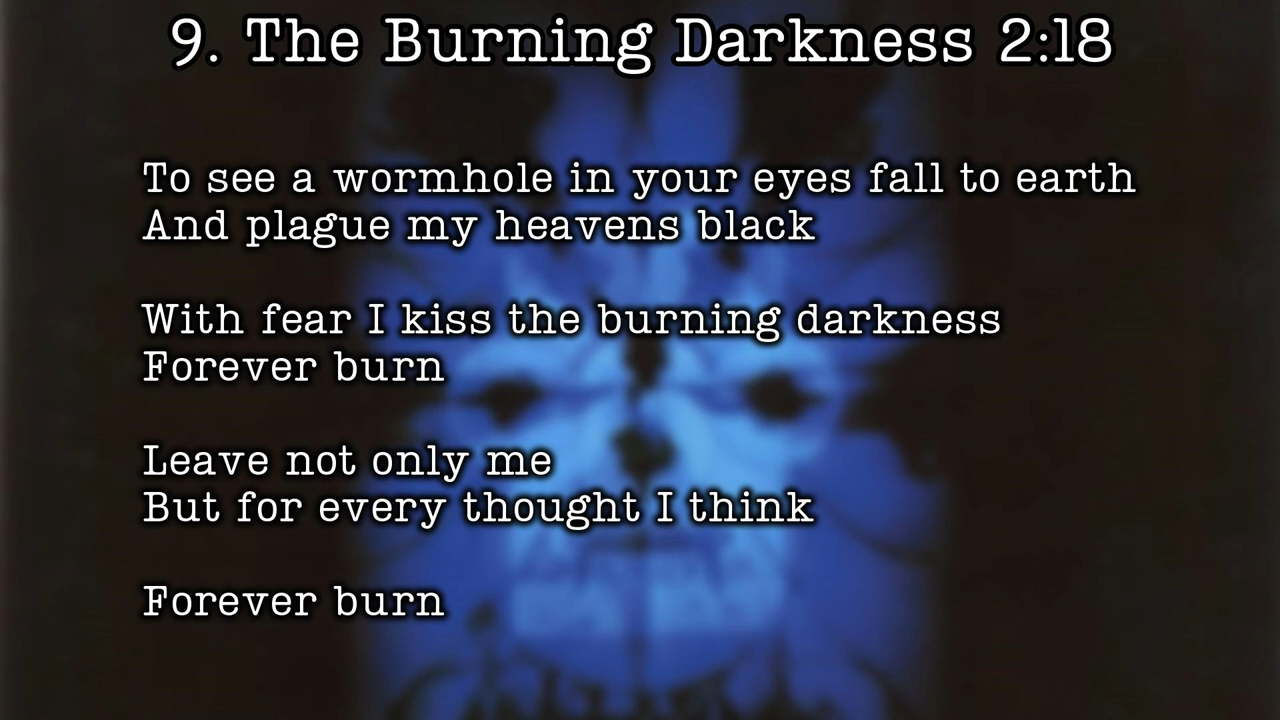 9. The Burning Darkness 2:18
To see a wormhole in your eyes fall to earth
And plague my heavens black
With fear I kiss the burning darkness
Forever burn
Leave not only me
But for every thought I think
Forever burn